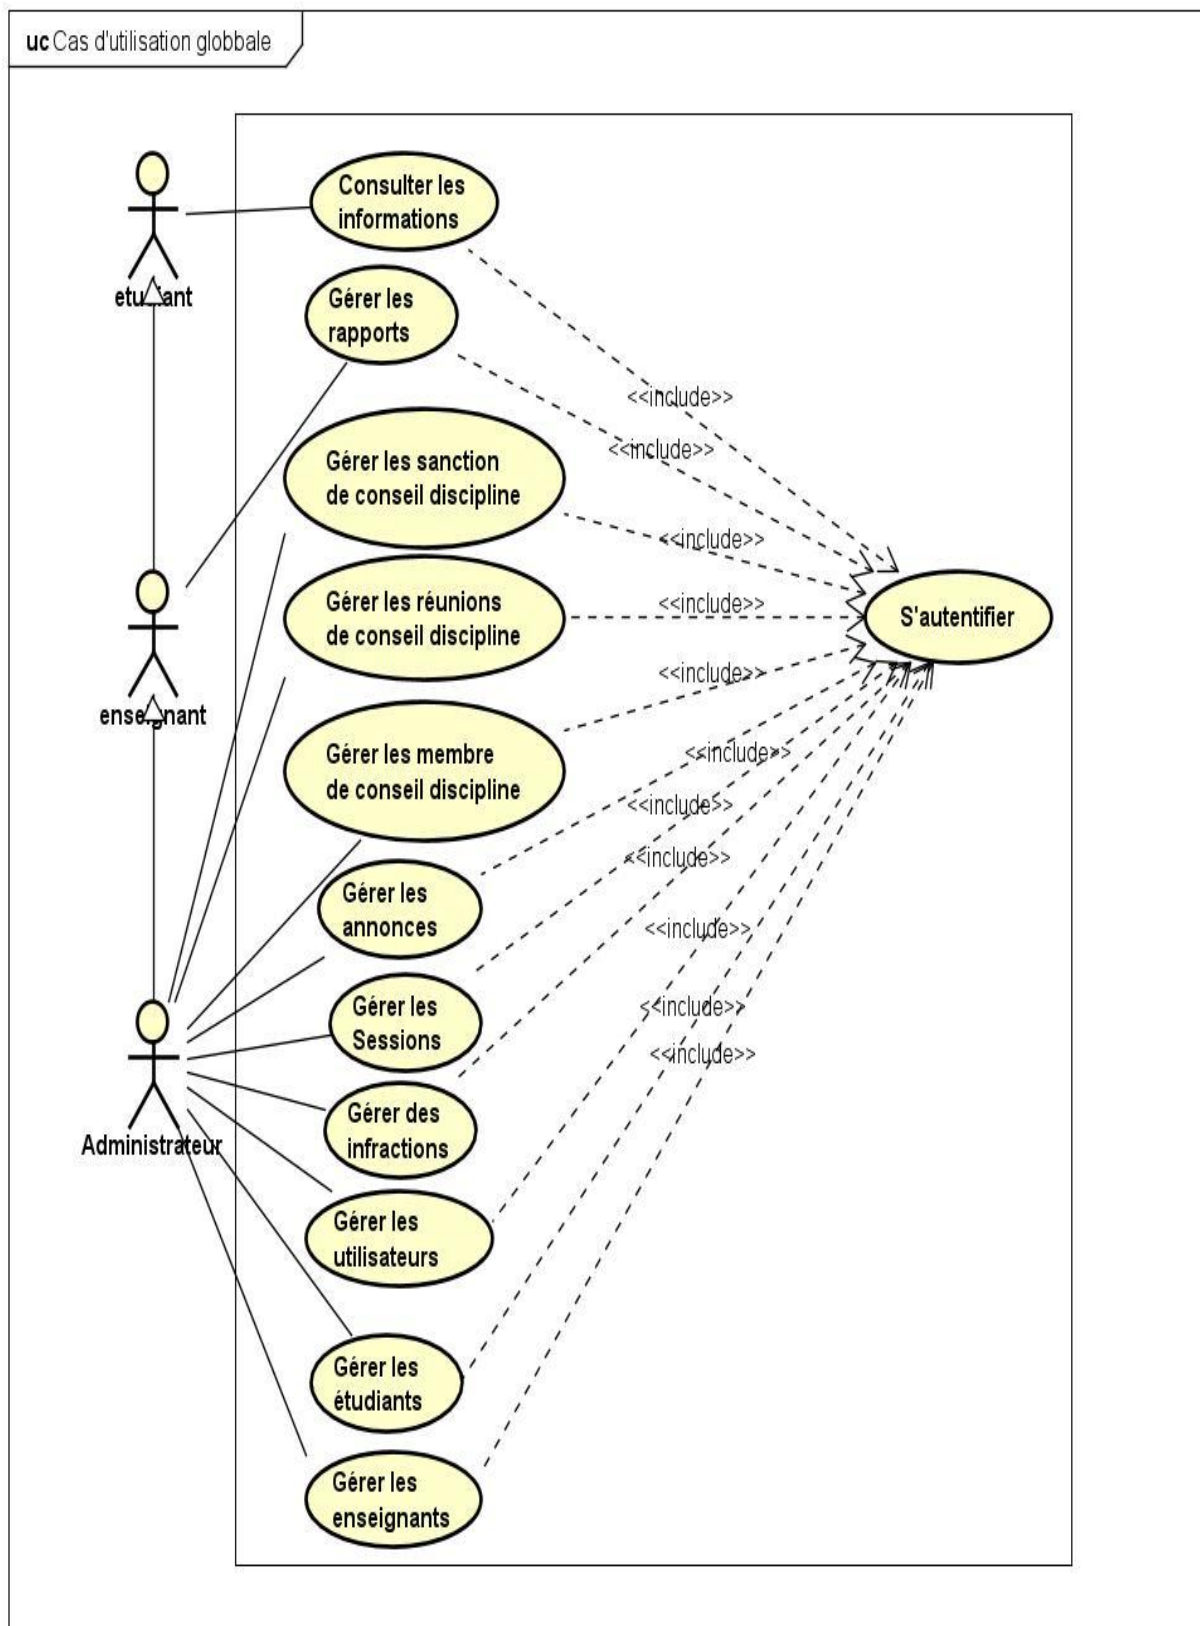 uc Cas d'utilisation globbale
Consulter les
informations
etudiant
Gérer les
rapports
<<include>>
<<include>>
Gérer les sanction
de conseil discipline
<<include>>
Gérer les réunions
de conseil discipline
<<include>>
S'autentifier
<<include>>
enseignant
Gérer les membre
de conseil discipline
<<include>>
<<include>>
<<include>>
Gérer les
annonces
<<include>>
Gérer les
Sessions
<<include>>
<<include>>
Gérer des
infractions
Administrateur
Gérer les
utilisateurs
Gérer les
étudiants
Gérer les
enseignants